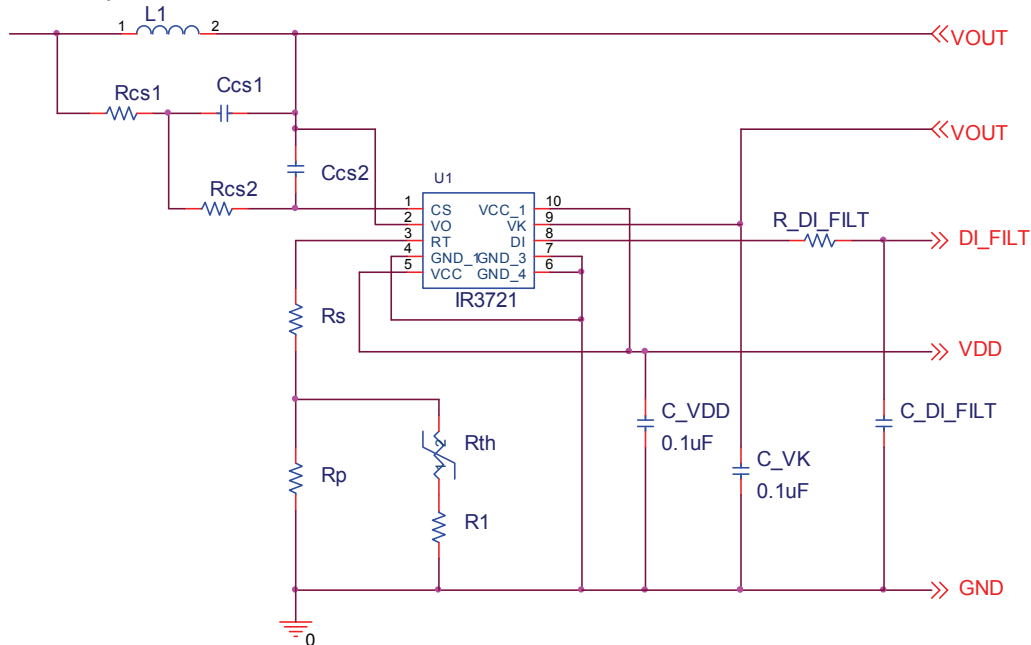 L1
1 2
VOUT
Rcs1
Ccs1
VOUT
Ccs2
Rcs2
U1
1 CS VCC_1 10
2 VO VK 9
3 RT DI 8
4 GND_1 GND_3 7
5 VCC GND_4 6
IR3721
R_DI_FILT
DI_FILT
Rs
VDD
C_VDD
0.1uF
C_DI_FILT
Rth
1 2
Rp
C_VK
0.1uF
R1
GND
0